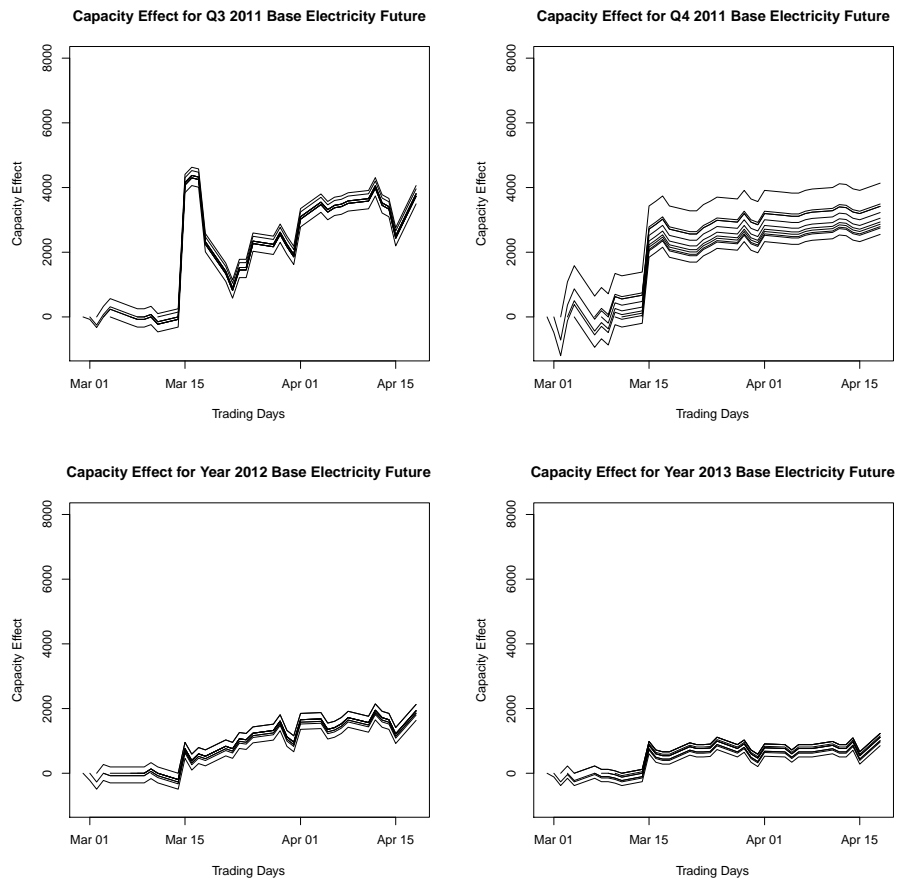 Capacity Effect for Q3 2011 Base Electricity Future
8000
6000
4000
2000
0
Capacity Effect
Mar 01 Mar 15 Apr 01 Apr 15
Trading Days
Capacity Effect for Q4 2011 Base Electricity Future
8000
6000
4000
2000
0
Capacity Effect
Mar 01 Mar 15 Apr 01 Apr 15
Trading Days
Capacity Effect for Year 2012 Base Electricity Future
8000
6000
4000
2000
0
Capacity Effect
Mar 01 Mar 15 Apr 01 Apr 15
Trading Days
Capacity Effect for Year 2013 Base Electricity Future
8000
6000
4000
2000
0
Capacity Effect
Mar 01 Mar 15 Apr 01 Apr 15
Trading Days